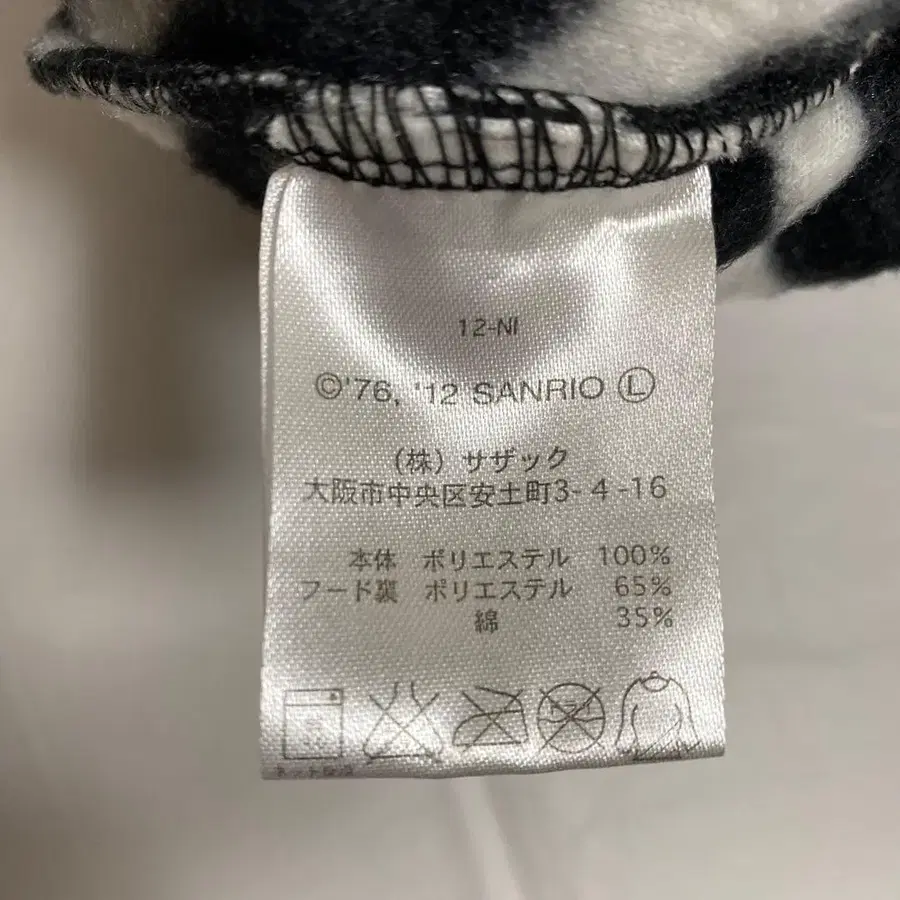 12-NI
©'76, '12 SANRIO Ⓛ
(株) サザック
大阪市中央区安土町3-4-16
本体 ポリエステル 100%
フード裏 ポリエステル 65%
綿 35%